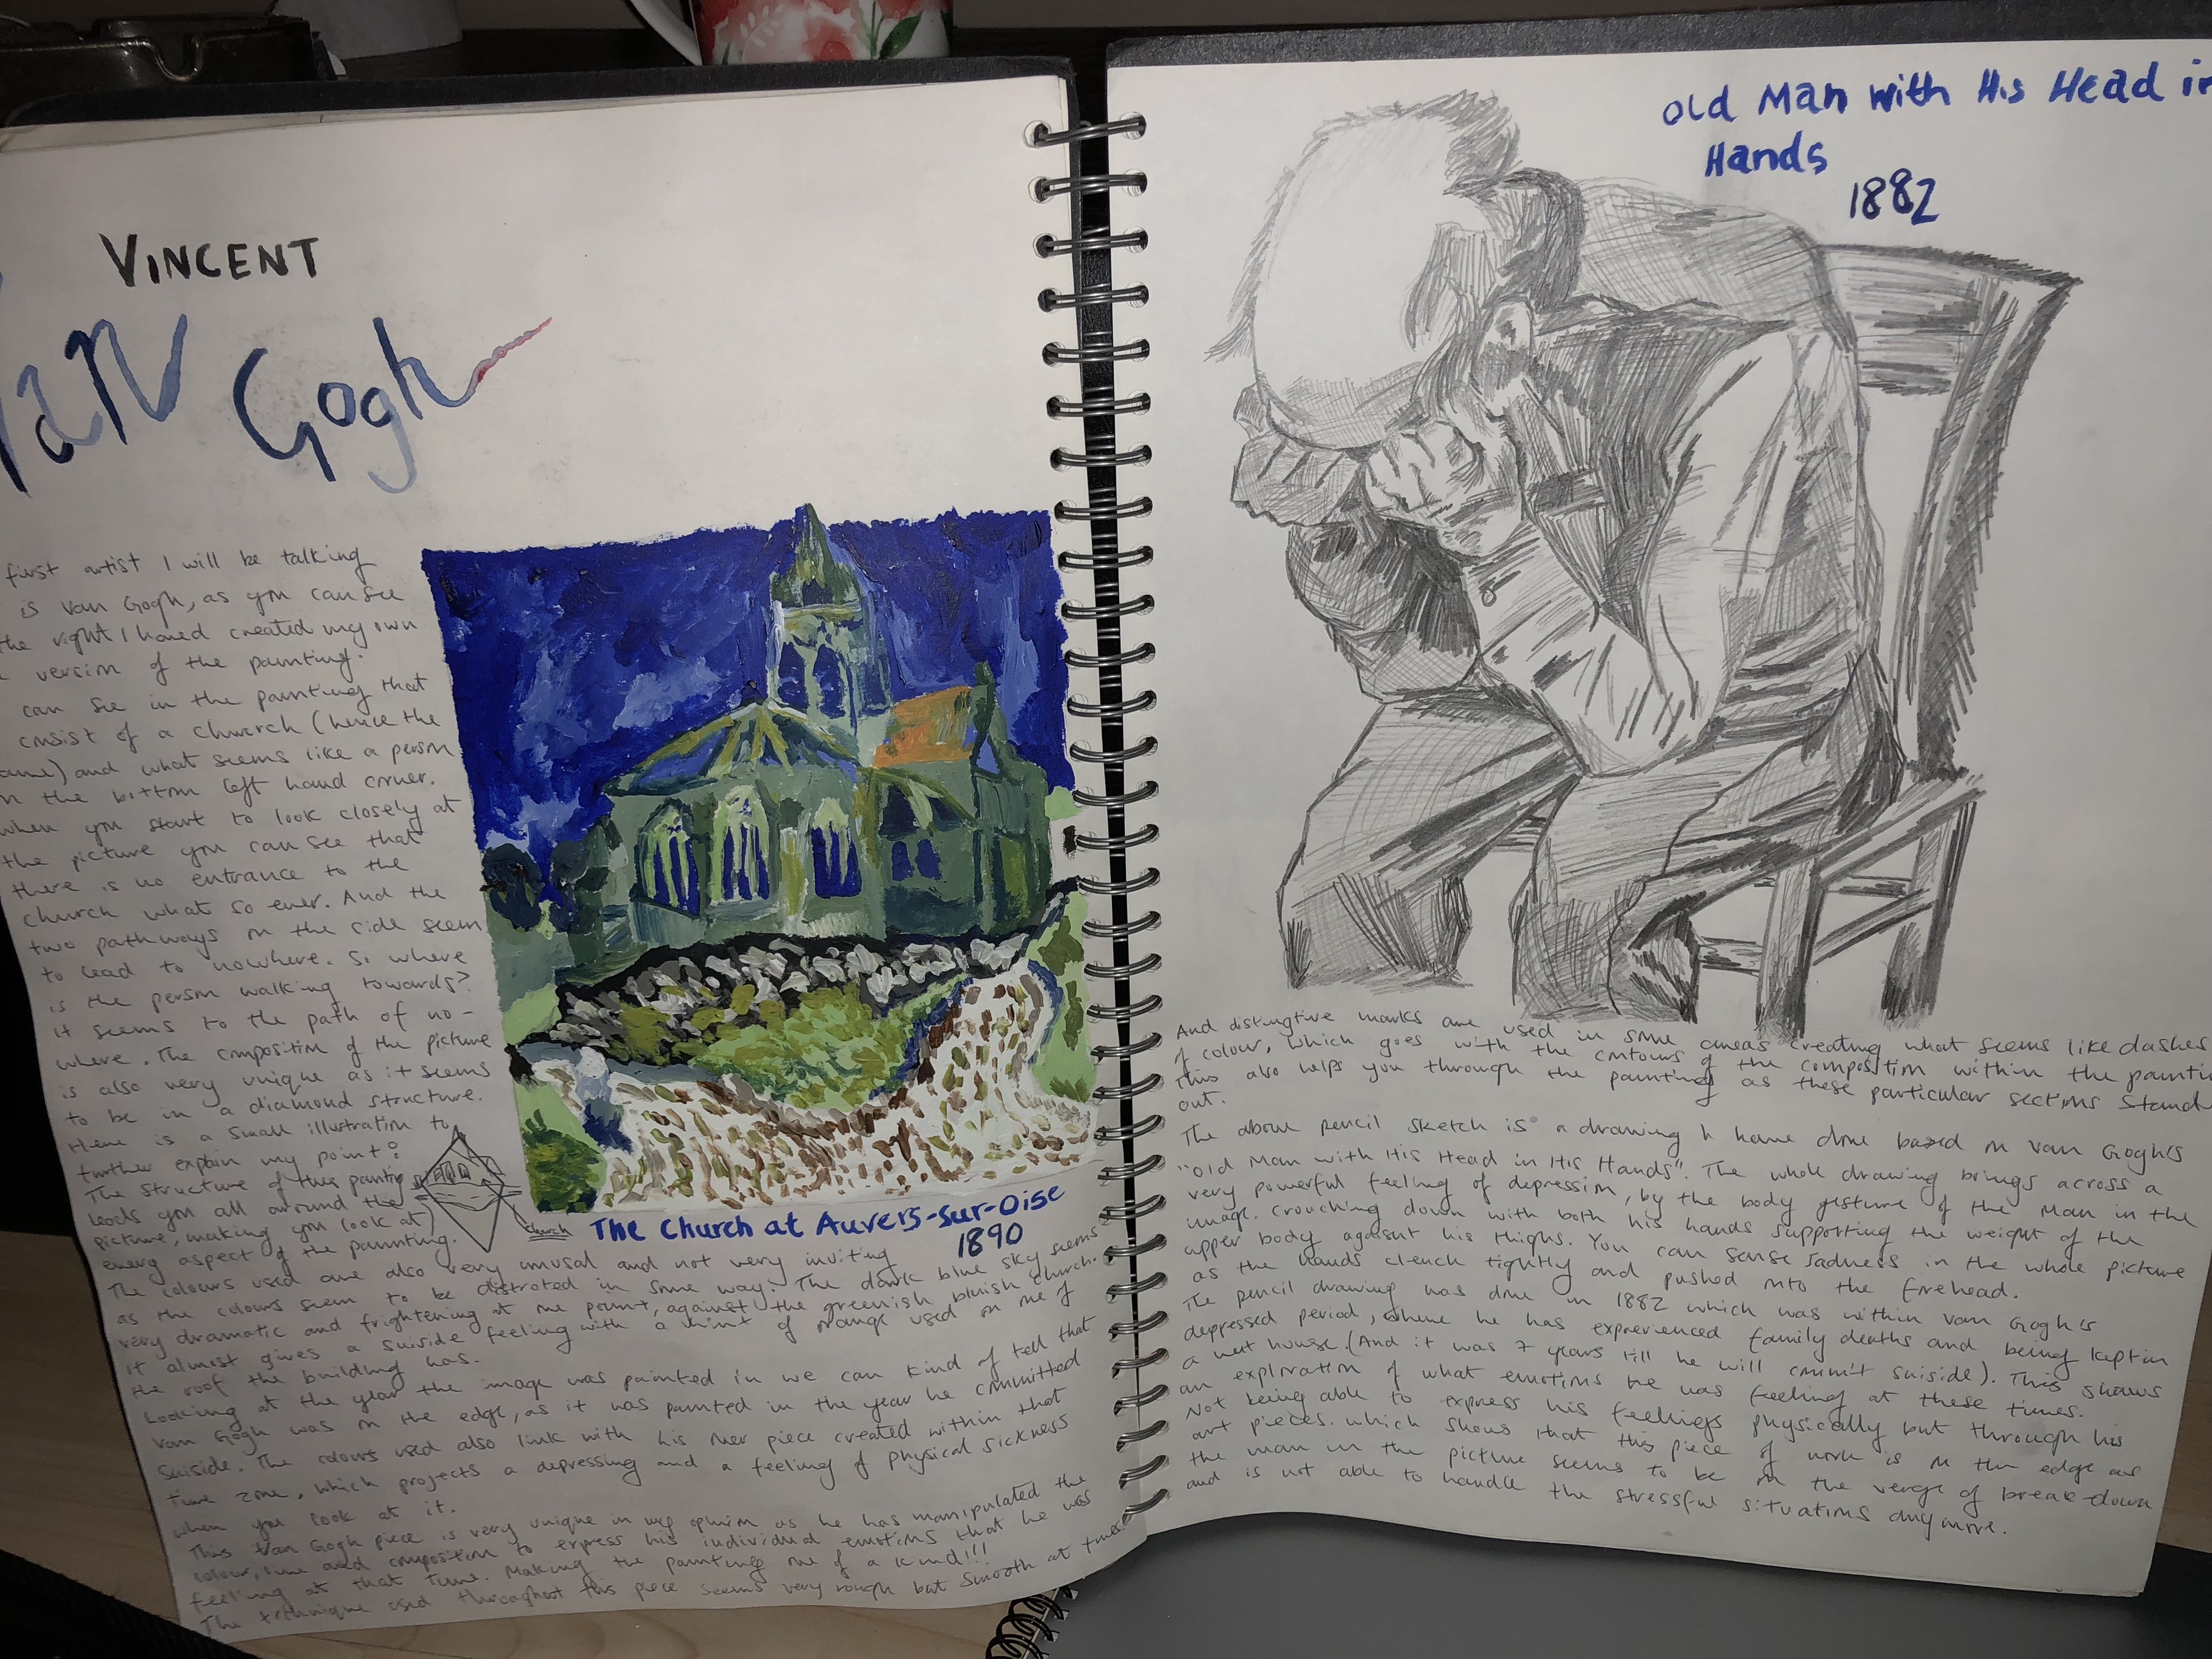 VINCENT
Van Gogh
first artist I will be talking
is Van Gogh, as you can see
the right I haved created my own
version of the painting.
can see in the painting that
consist of a church (hence the
name) and what seems like a person
in the bottom left hand corner.
when you start to look closely at
the picture you can see that
there is no entrance to the
church what so ever. And the
two pathways on the side seem
to lead to nowhere. So where
is the person walking towards?
it seems to the path of no-
where. The composition of the picture
is also very unique as it seems
to be in a diamond structure.
Here is a small illustration to
further explain my point:
The structure of this painting
leads you all around the
picture, making you look at
every aspect of the painting.
church
The Church at Auvers-sur-Oise
1890
The colours used are also very unusual and not very inviting
as the colours seem to be distroted in some way. The dark blue sky seems
very dramatic and frightening at one point, against the greenish bluish church.
it almost gives a suiside feeling with a hint of orange used on one of
the roof the building has.
Looking at the year the image was painted in we can kind of tell that
Van Gogh was on the edge, as it was painted in the year he committed
suiside. The colours used also link with his other piece created within that
time zone, which projects a depressing and a feeling of physical sickness
when you look at it.
This Van Gogh piece is very unique in my opinion as he has manipulated the
colour, line and composition to express his individual emotions that he was
feeling at that time. Making the painting one of a kind!!!
The technique used throughout this piece seems very rough but smooth at times.
Old Man with His Head in
Hands
1882
And distingtive marks are used in some areas creating what seems like dashes
of colour, which goes with the contours of the composition within the painting
this also helps you through the painting as these particular sections stand
out.
The above pencil sketch is a drawing I have done based on Van Gogh's
"Old Man with His Head in His Hands". The whole drawing brings across a
very powerful feeling of depression, by the body gesture of the Man in the
image. Crouching down with both his hands supporting the weight of the
upper body against his thighs. You can sense sadness in the whole picture
as the hands clench tightly and pushed into the forehead.
The pencil drawing was done in 1882 which was within Van Gogh's
depressed period, where he has experienced family deaths and being kept in
a nut house. (And it was 7 years till he will commit suiside). This shows
an exploration of what emotions he was feeling at these times.
Not being able to express his feelings physically but through his
art pieces. which shows that this piece of work is on the edge as
the man in the picture seems to be on the verge of break-down
and is not able to handle the stressful situations anymore.